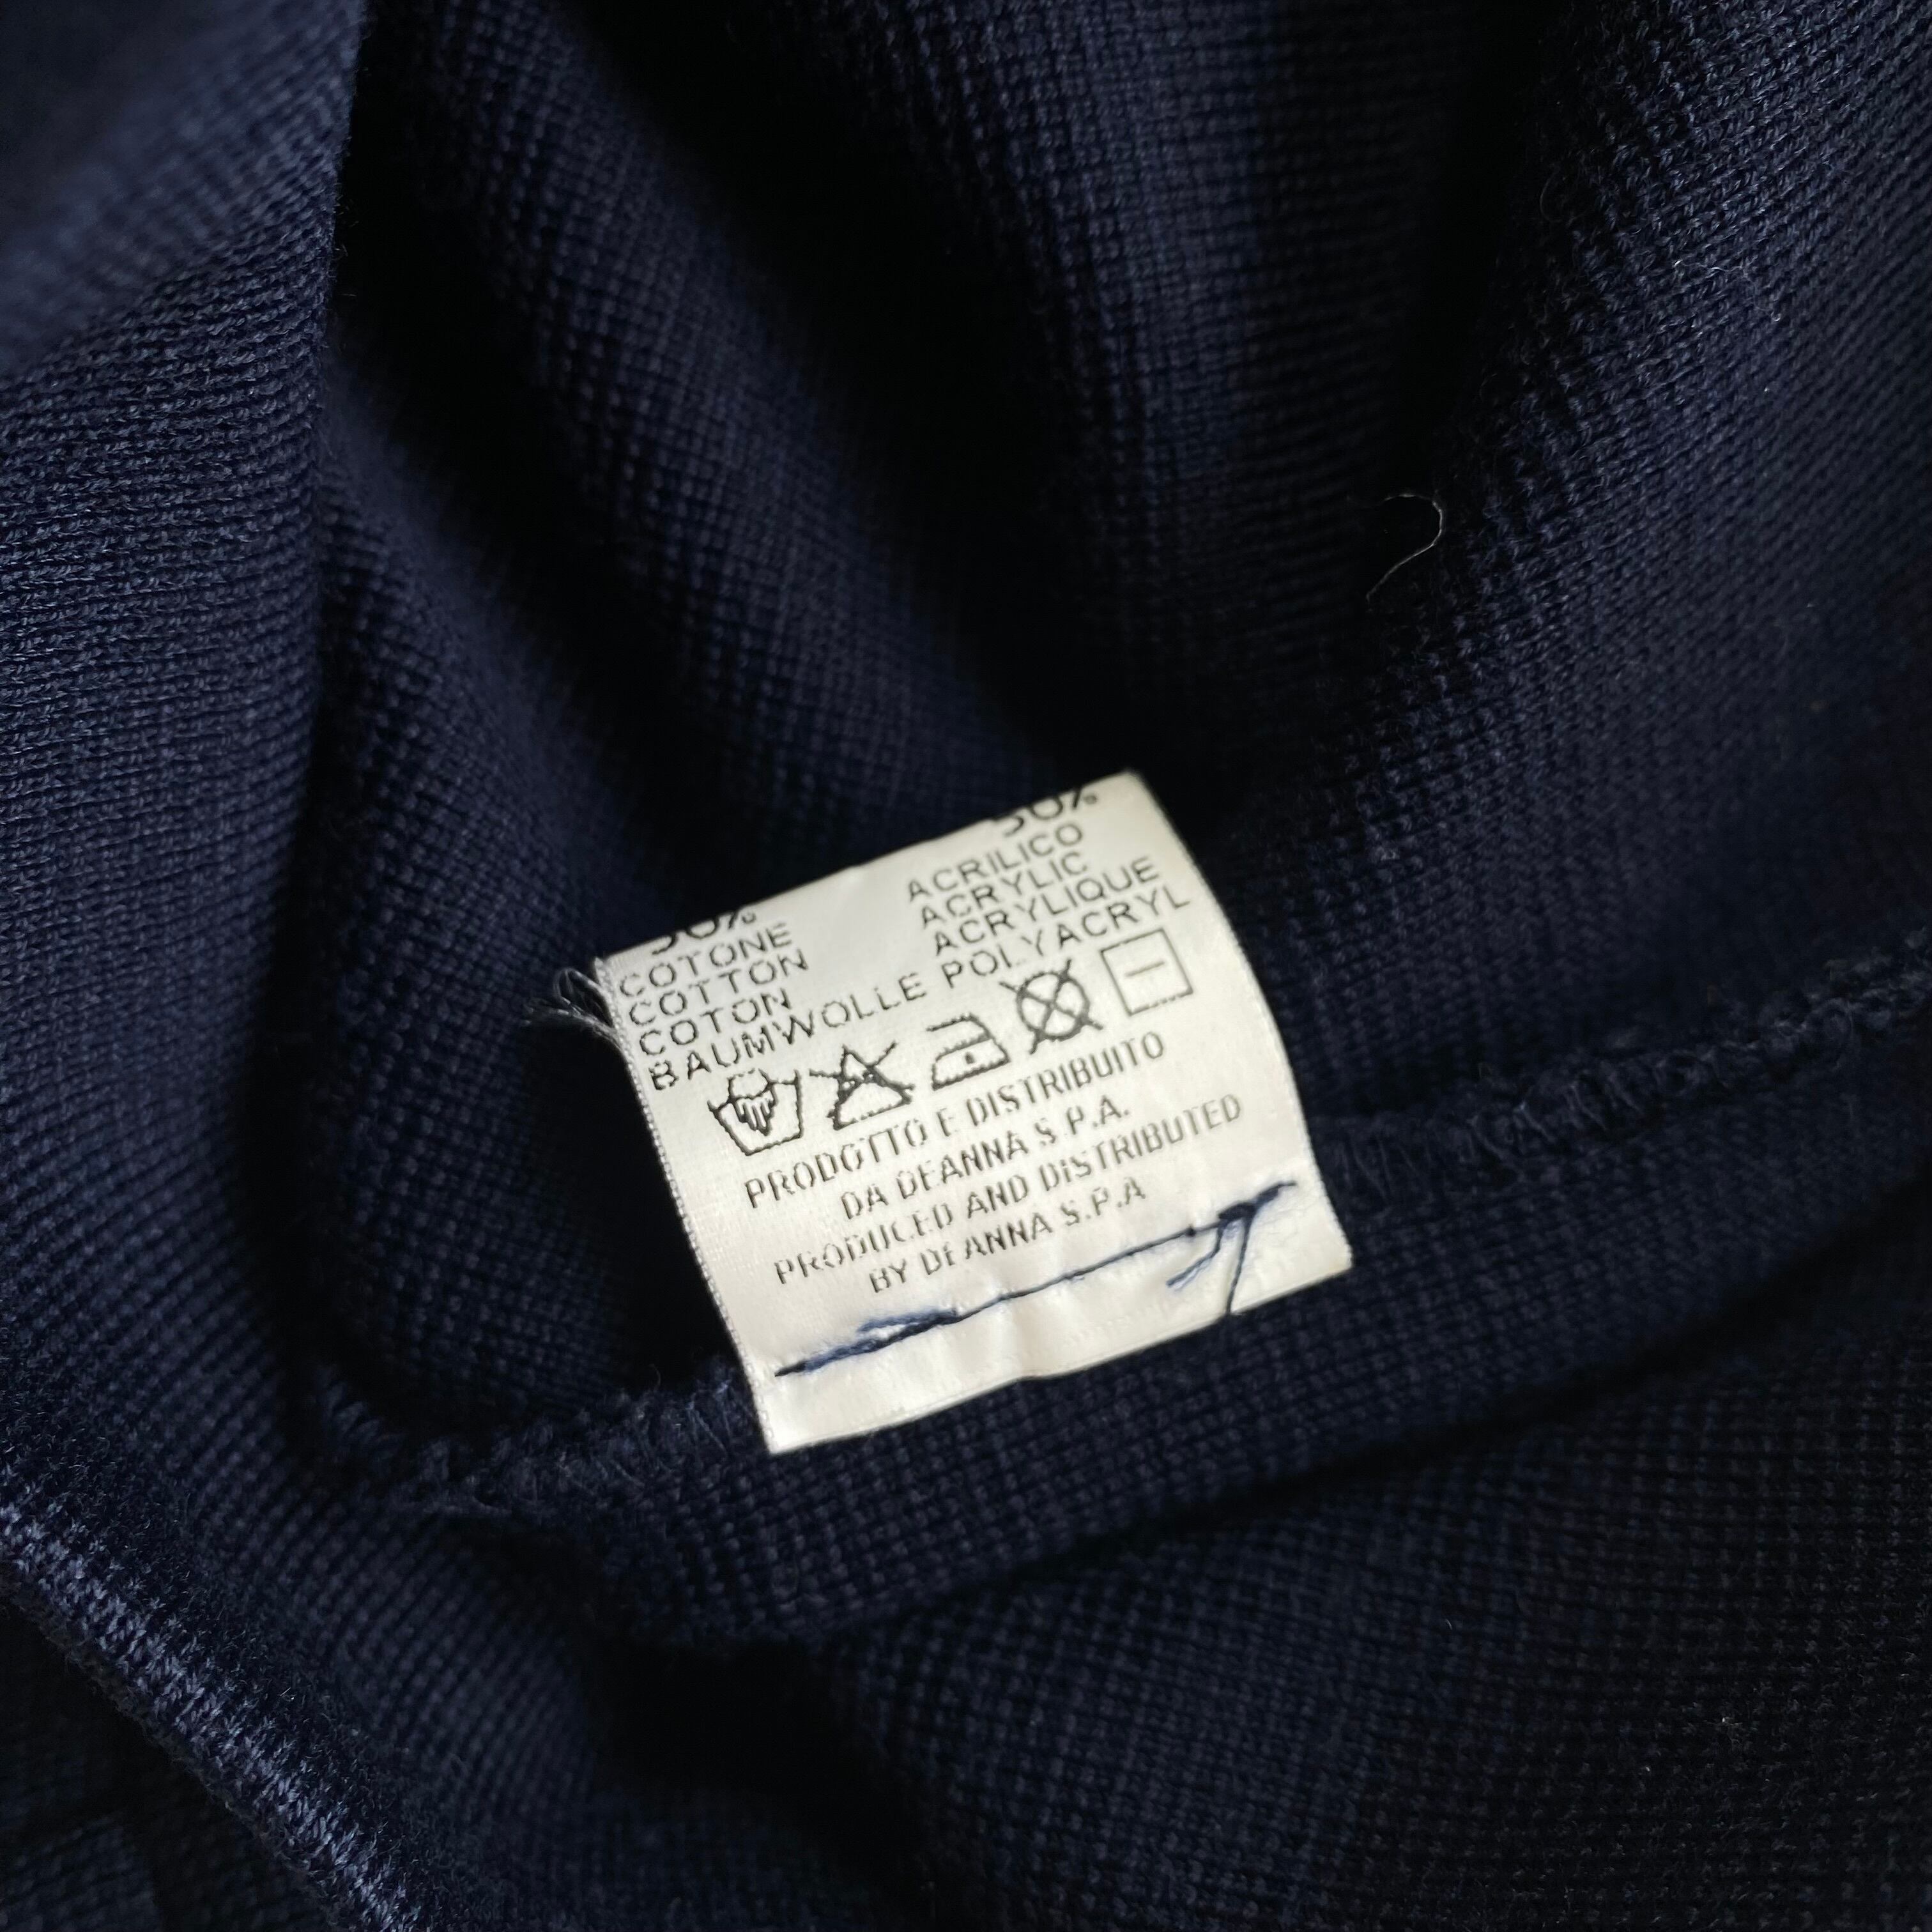 50% 50%
COTONE ACRILICO
COTTON ACRYLIC
COTON ACRYLIQUE
BAUMWOLLE POLYACRYL
PRODOTTO E DISTRIBUITO
DA DEANNA S.P.A.
PRODUCED AND DISTRIBUTED
BY DEANNA S.P.A